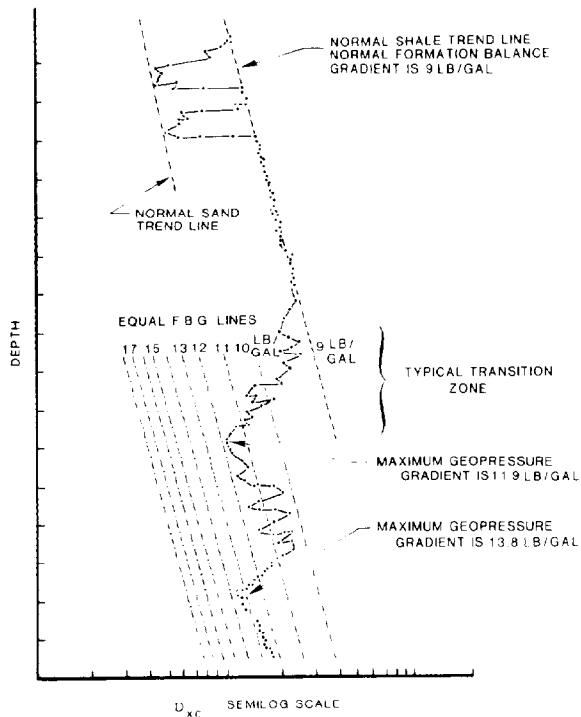 NORMAL SHALE TREND LINE
NORMAL FORMATION BALANCE
GRADIENT IS 9 LB/GAL
NORMAL SAND
TREND LINE
DEPTH
EQUAL F B G LINES
17 15 13 12 11 10 LB/
GAL
9 LB/
GAL
TYPICAL TRANSITION
ZONE
MAXIMUM GEOPRESSURE
GRADIENT IS 11.9 LB/GAL
MAXIMUM GEOPRESSURE
GRADIENT IS 13.8 LB/GAL
Dxc SEMILOG SCALE